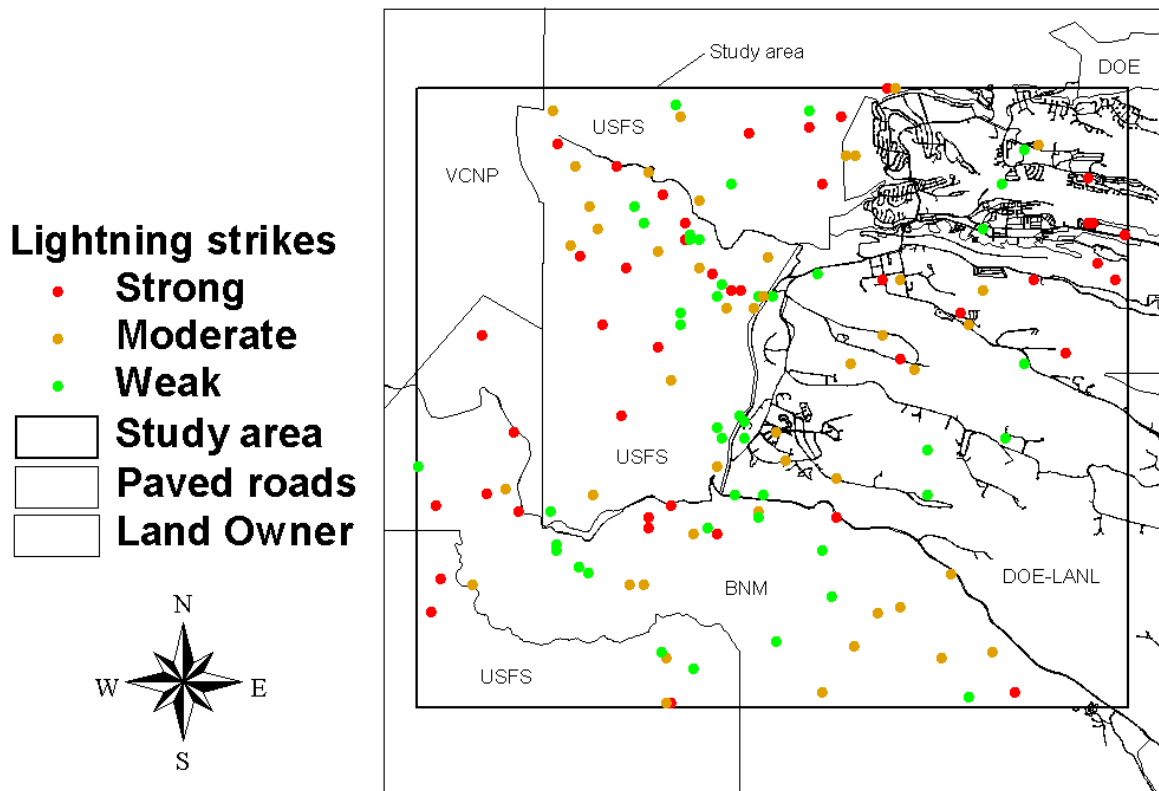 Study area
DOE
USFS
VCNP
Lightning strikes
Strong
Moderate
Weak
Study area
Paved roads
Land Owner
USFS
BNM
DOE-LANL
USFS
N
W
E
S